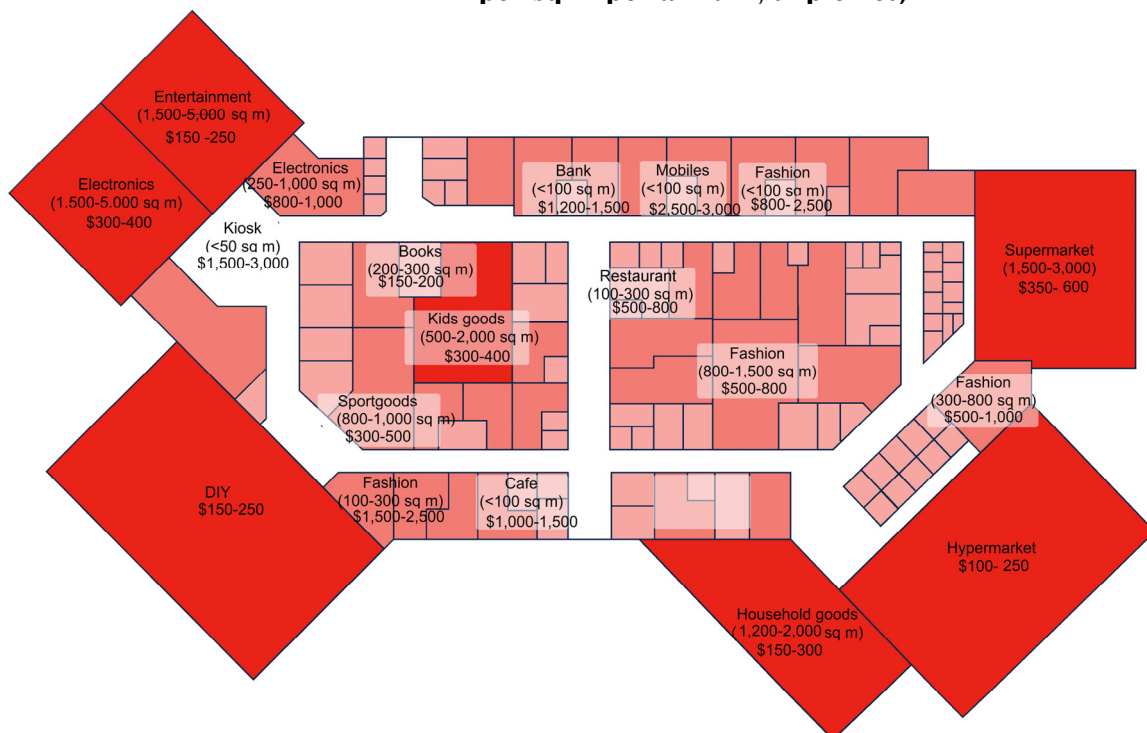 Entertainment
(1,500-5,000 sq m)
$150 -250
Electronics
(1.500-5.000 sq m)
$300-400
Electronics
(250-1,000 sq m)
$800-1,000
Kiosk
(<50 sq m)
$1,500-3,000
Bank
(<100 sq m)
$1,200-1,500
Mobiles
(<100 sq m)
$2,500-3,000
Fashion
(<100 sq m)
$800- 2,500
Books
(200-300 sq m)
$150-200
Kids goods
(500-2,000 sq m)
$300-400
Restaurant
(100-300 sq m)
$500-800
Supermarket
(1,500-3,000)
$350- 600
Fashion
(800-1,500 sq m)
$500-800
Fashion
(300-800 sq m)
$500-1,000
Sportgoods
(800-1,000 sq m)
$300-500
DIY
$150-250
Fashion
(100-300 sq m)
$1,500-2,500
Cafe
(<100 sq m)
$1,000-1,500
Hypermarket
$100- 250
Household goods
(1,200-2,000 sq m)
$150-300